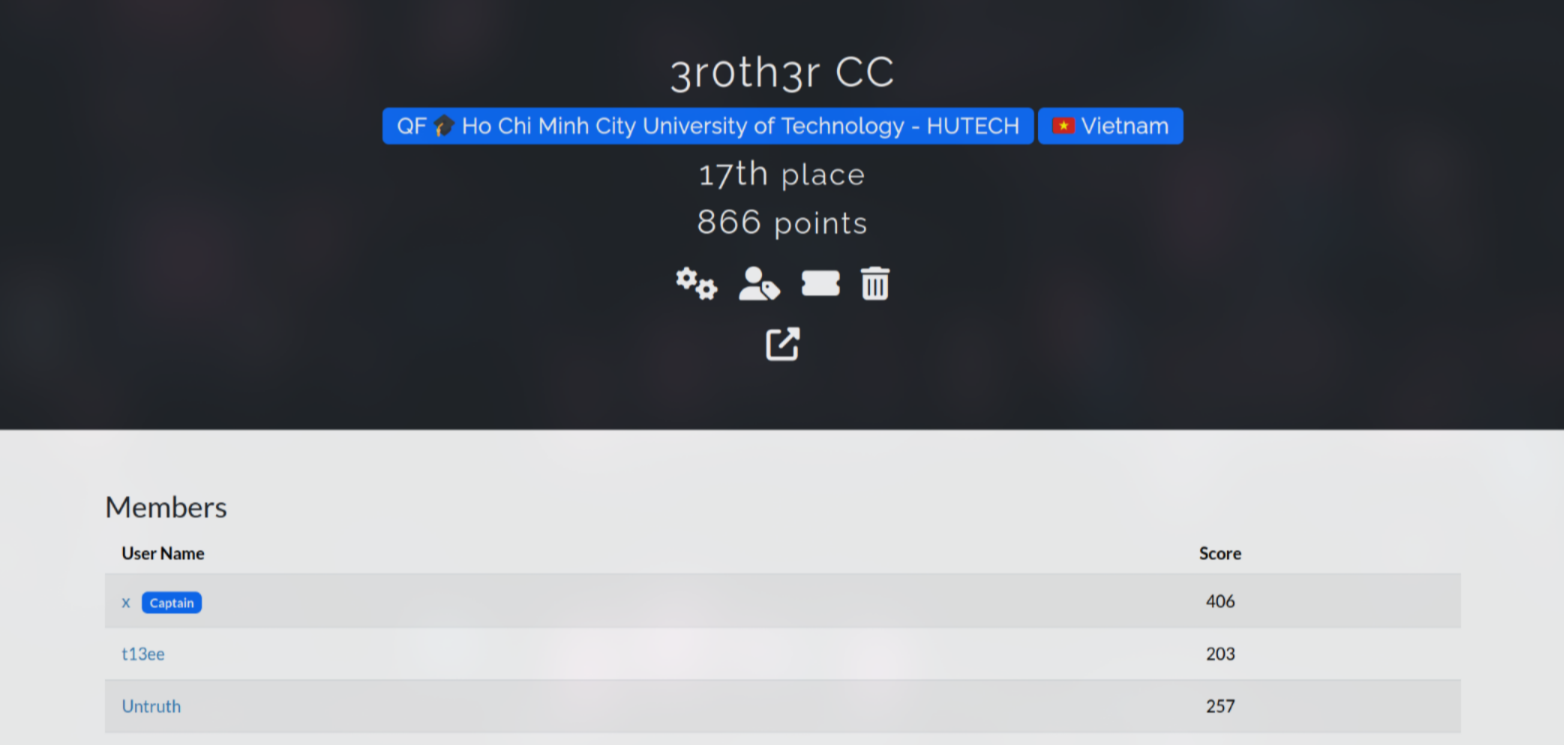 3r0th3r CC
QF 🎓 Ho Chi Minh City University of Technology - HUTECH 🇻🇳 Vietnam
17th place
866 points
Members
User Name Score
x Captain 406
t13ee 203
Untruth 257